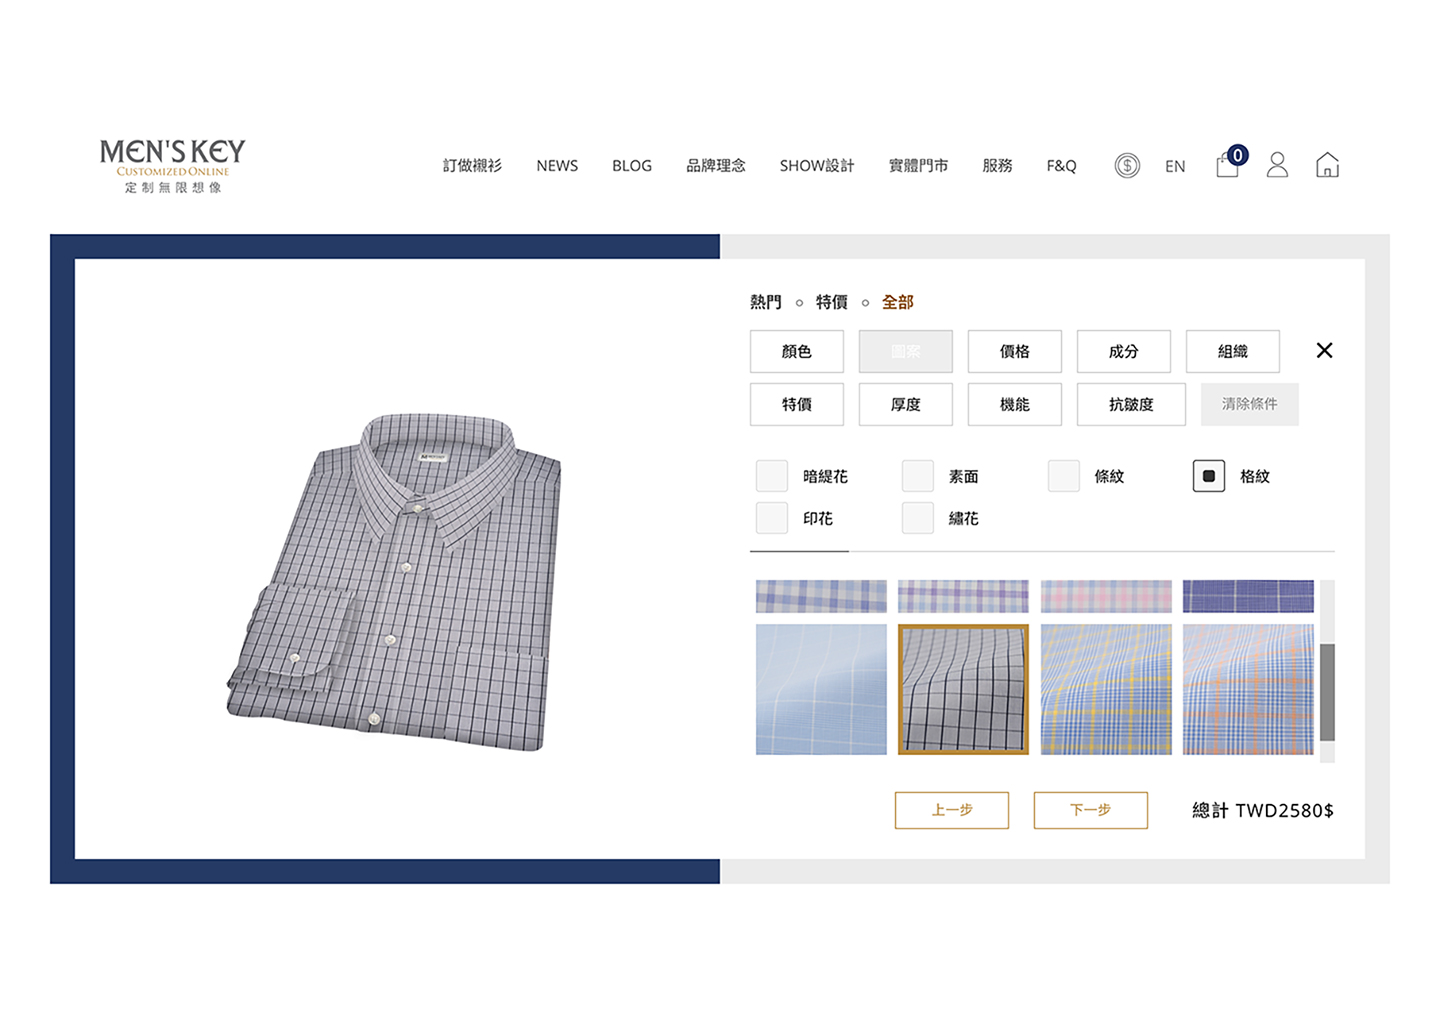 MEN'S KEY
CUSTOMIZED ONLINE
定制無限想像
訂做襯衫 NEWS BLOG 品牌理念 SHOW設計 實體門市 服務 F&Q $ EN 0
熱門 特價 全部
顏色 圖案 價格 成分 組織
特價 厚度 機能 抗皺度 清除條件
暗緹花 素面 條紋 格紋
印花 繡花
上一步 下一步 總計 TWD2580$